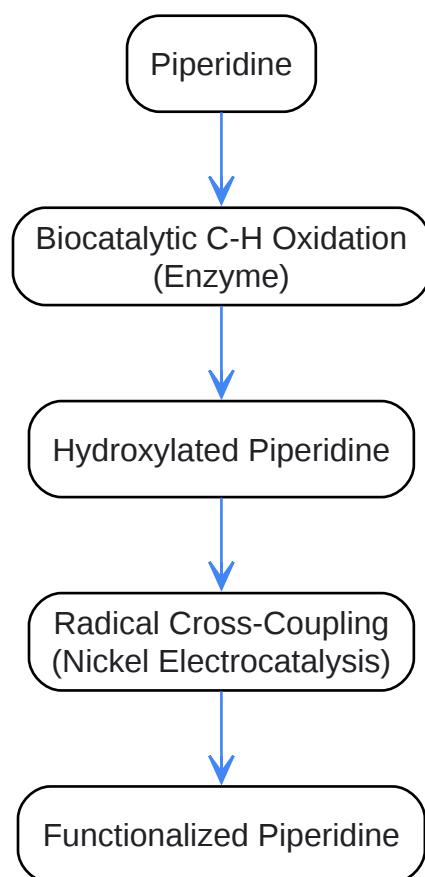 Piperidine
Biocatalytic C-H Oxidation
(Enzyme)
Hydroxylated Piperidine
Radical Cross-Coupling
(Nickel Electrocatalysis)
Functionalized Piperidine